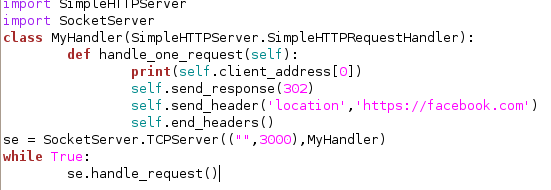 import SimpleHTTPServer
import SocketServer
class MyHandler(SimpleHTTPServer.SimpleHTTPRequestHandler):
        def handle_one_request(self):
                print(self.client_address[0])
                self.send_response(302)
                self.send_header('location','https://facebook.com')
                self.end_headers()
se = SocketServer.TCPServer(("",3000),MyHandler)
while True:
        se.handle_request()